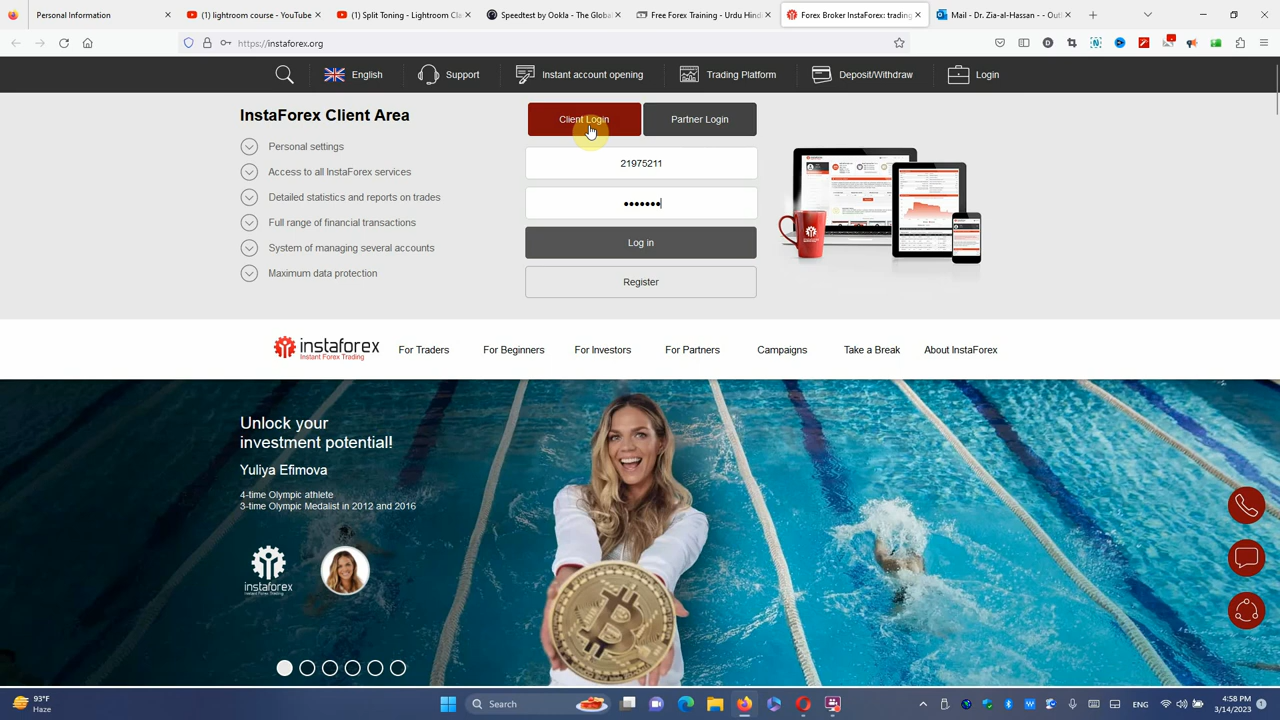 Personal Information
(1) lightroom course - YouTube
(1) Split Toning - Lightroom Cla
Speedtest by Ookla - The Global
Free Forex Training - Urdu Hind
Forex Broker InstaForex: trading
Mail - Dr. Zia-al-Hassan - - Outl
https://instaforex.org
English
Support
Instant account opening
Trading Platform
Deposit/Withdraw
Login
InstaForex Client Area
Personal settings
Access to all InstaForex services
Detailed statistics and reports on trades
Full range of financial transactions
System of managing several accounts
Maximum data protection
Client Login
Partner Login
21975211
•••••••
Log in
Register
instaforex
Instant Forex Trading
For Traders
For Beginners
For Investors
For Partners
Campaigns
Take a Break
About InstaForex
Unlock your
investment potential!
Yuliya Efimova
4-time Olympic athlete
3-time Olympic Medalist in 2012 and 2016
instaforex
Instant Forex Trading
93°F
Haze
Search
ENG
4:58 PM
3/14/2023